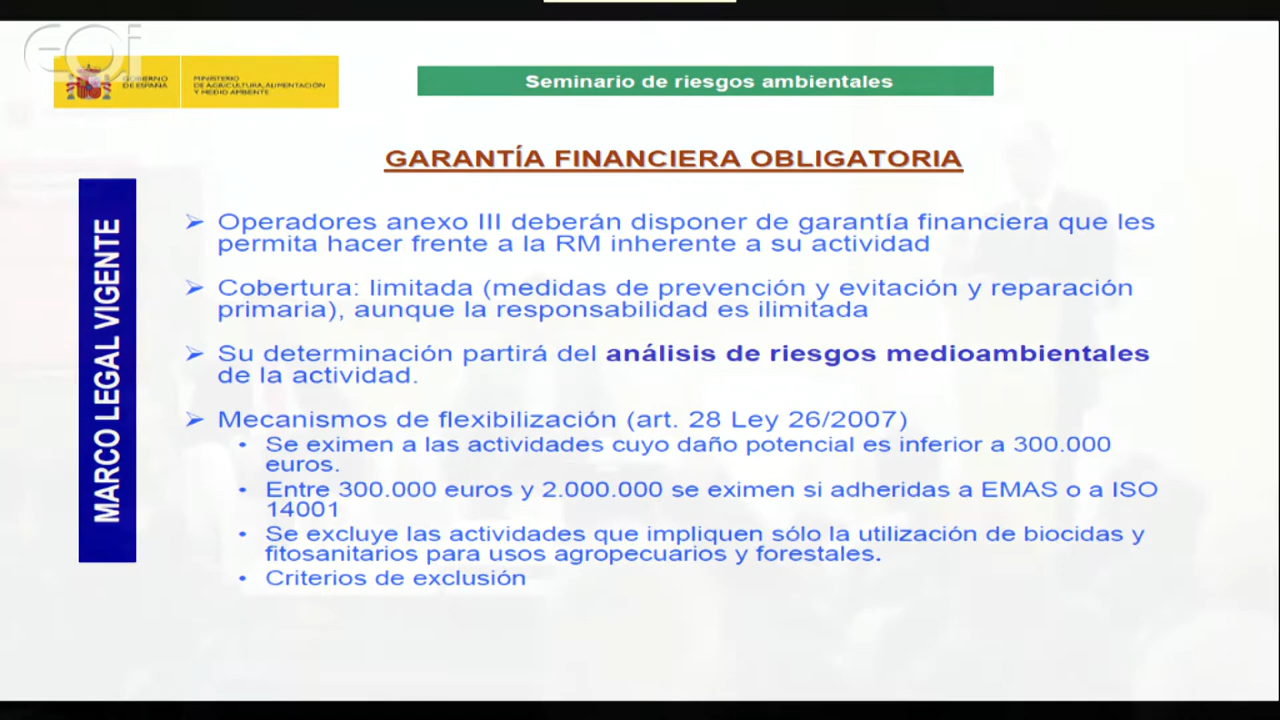 eoi
GOBIERNO
DE ESPAÑA
MINISTERIO
DE AGRICULTURA, ALIMENTACIÓN
Y MEDIO AMBIENTE
Seminario de riesgos ambientales
GARANTÍA FINANCIERA OBLIGATORIA
MARCO LEGAL VIGENTE
➢ Operadores anexo III deberán disponer de garantía financiera que les
permita hacer frente a la RM inherente a su actividad
➢ Cobertura: limitada (medidas de prevención y evitación y reparación
primaria), aunque la responsabilidad es ilimitada
➢ Su determinación partirá del análisis de riesgos medioambientales
de la actividad.
➢ Mecanismos de flexibilización (art. 28 Ley 26/2007)
• Se eximen a las actividades cuyo daño potencial es inferior a 300.000
euros.
• Entre 300.000 euros y 2.000.000 se eximen si adheridas a EMAS o a ISO
14001
• Se excluye las actividades que impliquen sólo la utilización de biocidas y
fitosanitarios para usos agropecuarios y forestales.
• Criterios de exclusión